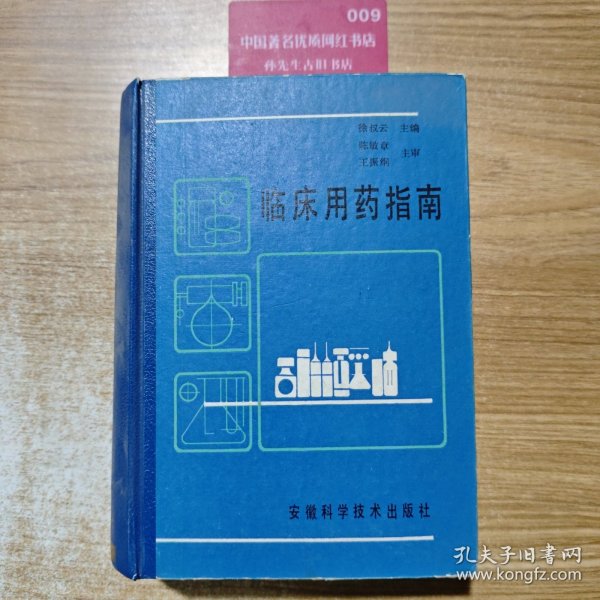 009
中国著名优质网红书店
孙先生古旧书店
徐叔云 主编
陈敏章
王振纲 主审
临床用药指南
安徽科学技术出版社
孔夫子旧书网
www.kongfz.com